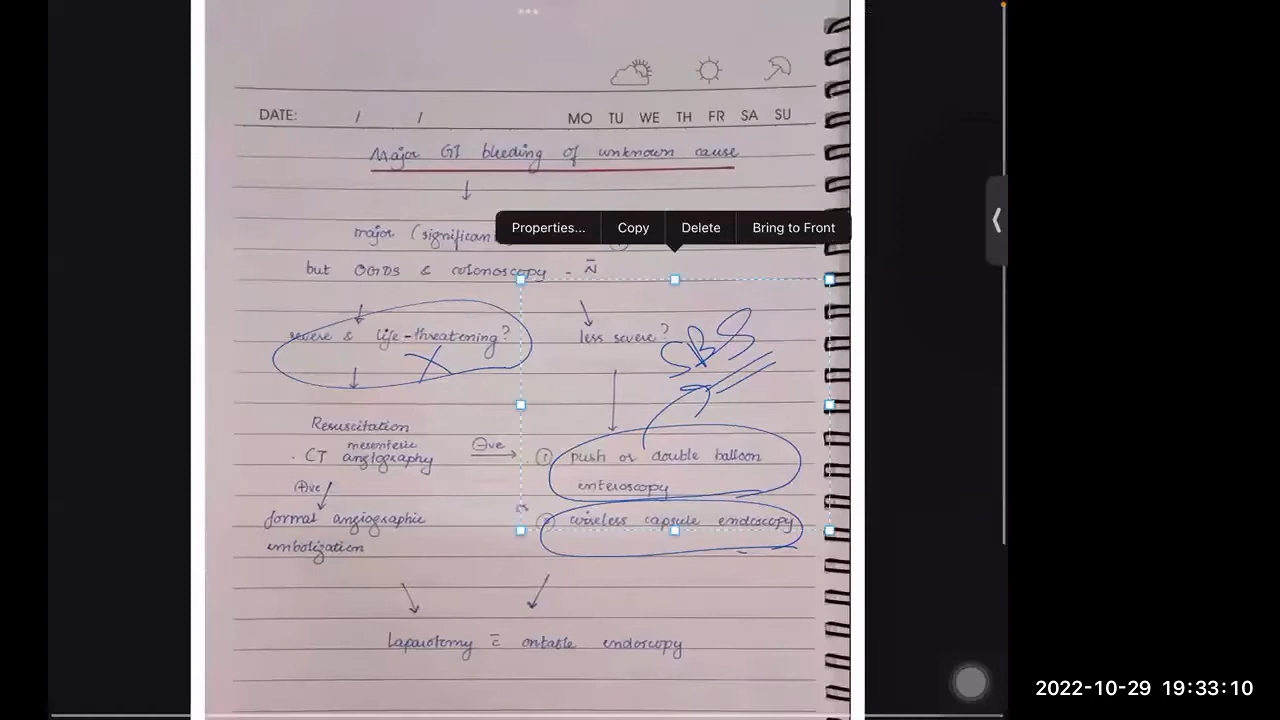 DATE: / / MO TU WE TH FR SA SU
Major GI bleeding of unknown cause
Properties... Copy Delete Bring to Front
major (significant
but OGDS & colonoscopy - N̄
severe & life-threatening? less severe?
SBS
Resuscitation
mesenteric
. CT angiography -ve → ① push or double balloon
enteroscopy
+ve
formal angiographic ② wireless capsule endoscopy
embolization
Laparotomy c̄ ontable endoscopy
2022-10-29 19:33:10